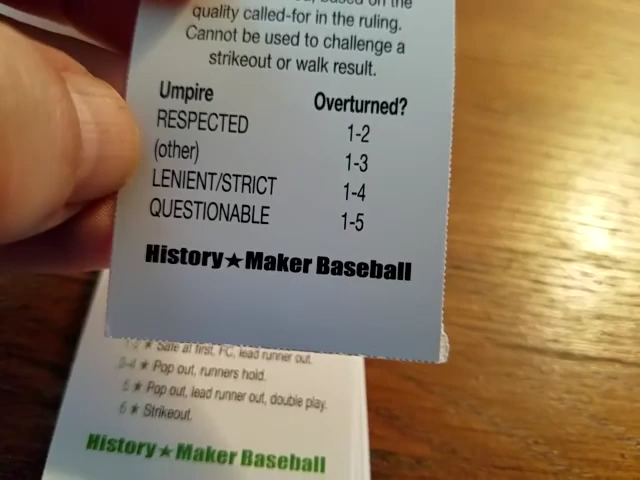 based on the
quality called-for in the ruling.
Cannot be used to challenge a
strikeout or walk result.
Umpire Overturned?
RESPECTED 1-2
(other) 1-3
LENIENT/STRICT 1-4
QUESTIONABLE 1-5
History★Maker Baseball
★ Safe at first, FC, lead runner out.
★ Pop out, runners hold.
5 ★ Pop out, lead runner out, double play.
6 ★ Strikeout.
History★Maker Baseball